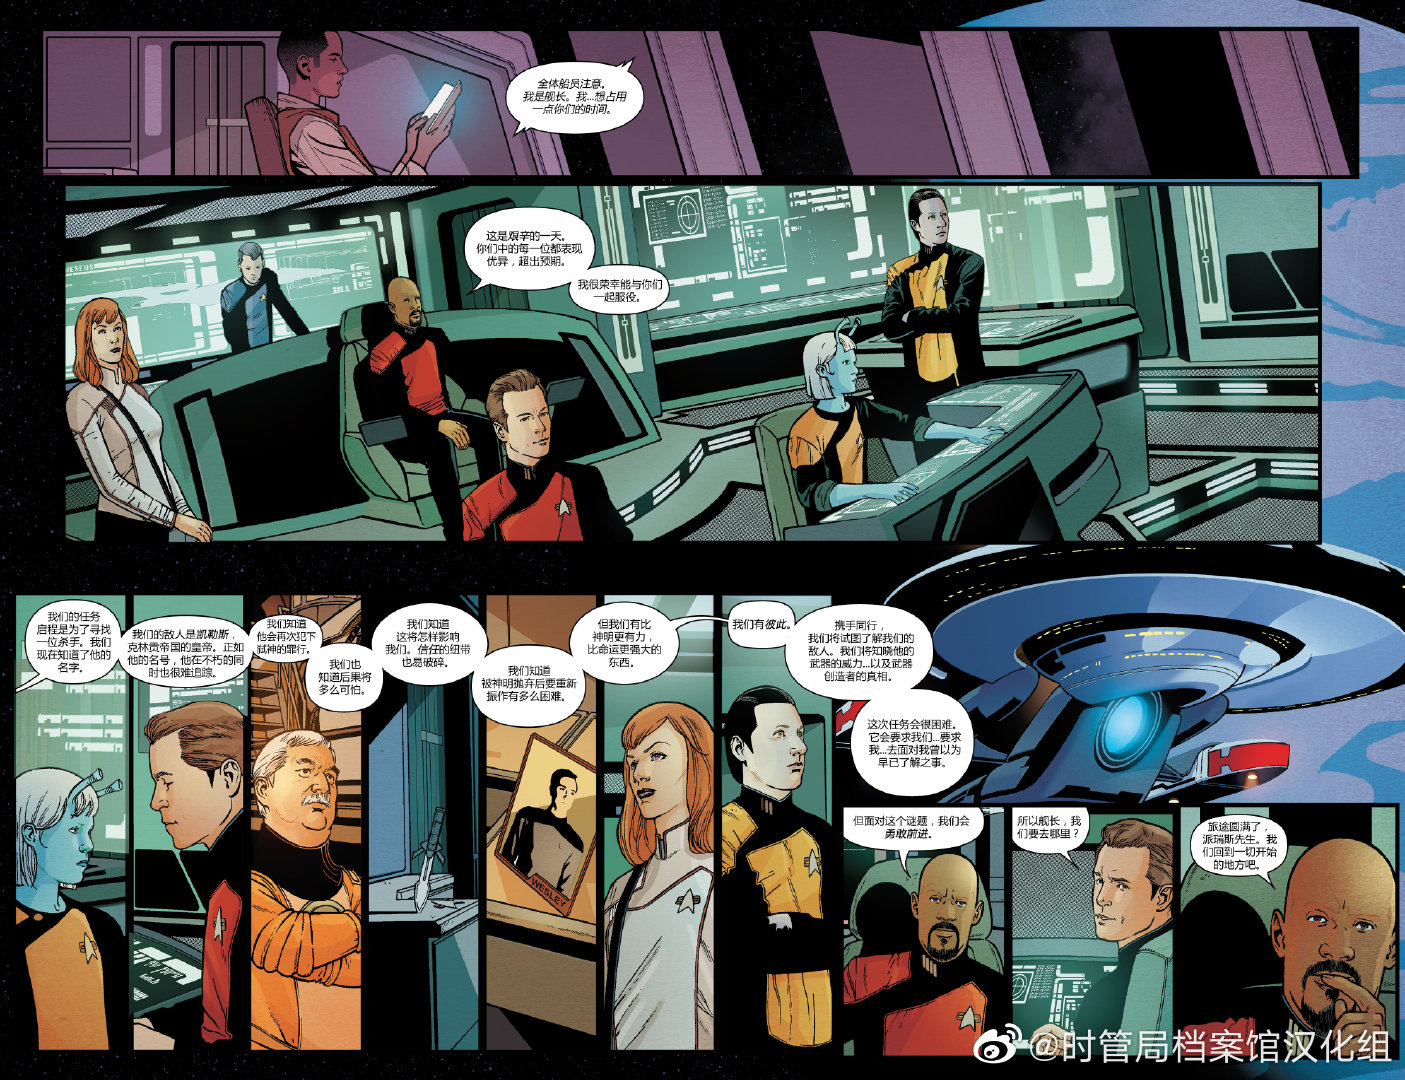 全体船员注意。
我是舰长。我…想占用
一点你们的时间。
这是艰辛的一天。
你们中的每一位都表现
优异，超出预期。
我很荣幸能与你们
一起服役。
我们的任务
启程是为了寻找
一位杀手。我们
现在知道了他的
名字。
我们的敌人是凯勒斯，
克林贡帝国的皇帝。正如
他的名号，他在不朽的同
时也很难追踪。
我们知道
他会再次犯下
弑神的罪行。
我们也
知道后果将
多么可怕。
我们知道
这将怎样影响
我们。信任的纽带
也易破碎。
我们知道
被神明抛弃后要重新
振作有多么困难。
但我们有比
神明更有力，
比命运更强大的
东西。
我们有彼此。
携手同行，
我们将试图了解我们的
敌人。我们将知晓他的
武器的威力…以及武器
创造者的真相。
这次任务会很困难。
它会要求我们…要求
我…去面对我曾以为
早已了解之事。
WESLEY
但面对这个谜题，我们会
勇敢前进。
所以舰长，我
们要去哪里？
旅途圆满了，
派瑞斯先生。我
们回到一切开始
的地方吧。
@时管局档案馆汉化组